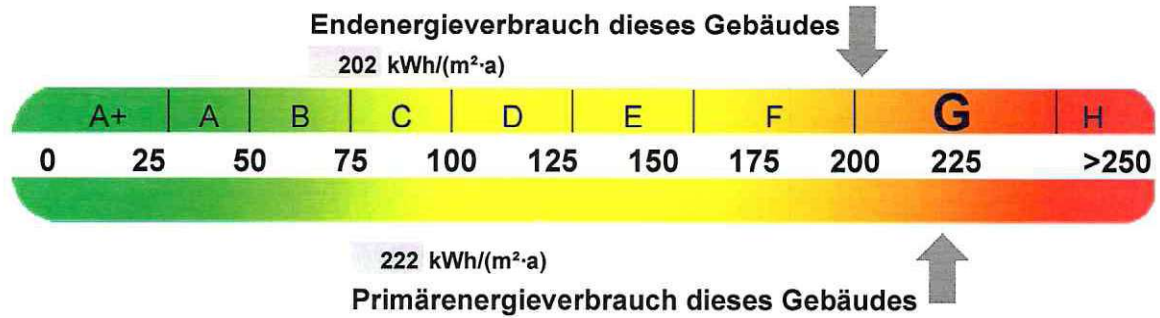 Endenergieverbrauch dieses Gebäudes
202 kWh/(m²·a)
A+ A B C D E F G H
0 25 50 75 100 125 150 175 200 225 >250
222 kWh/(m²·a)
Primärenergieverbrauch dieses Gebäudes